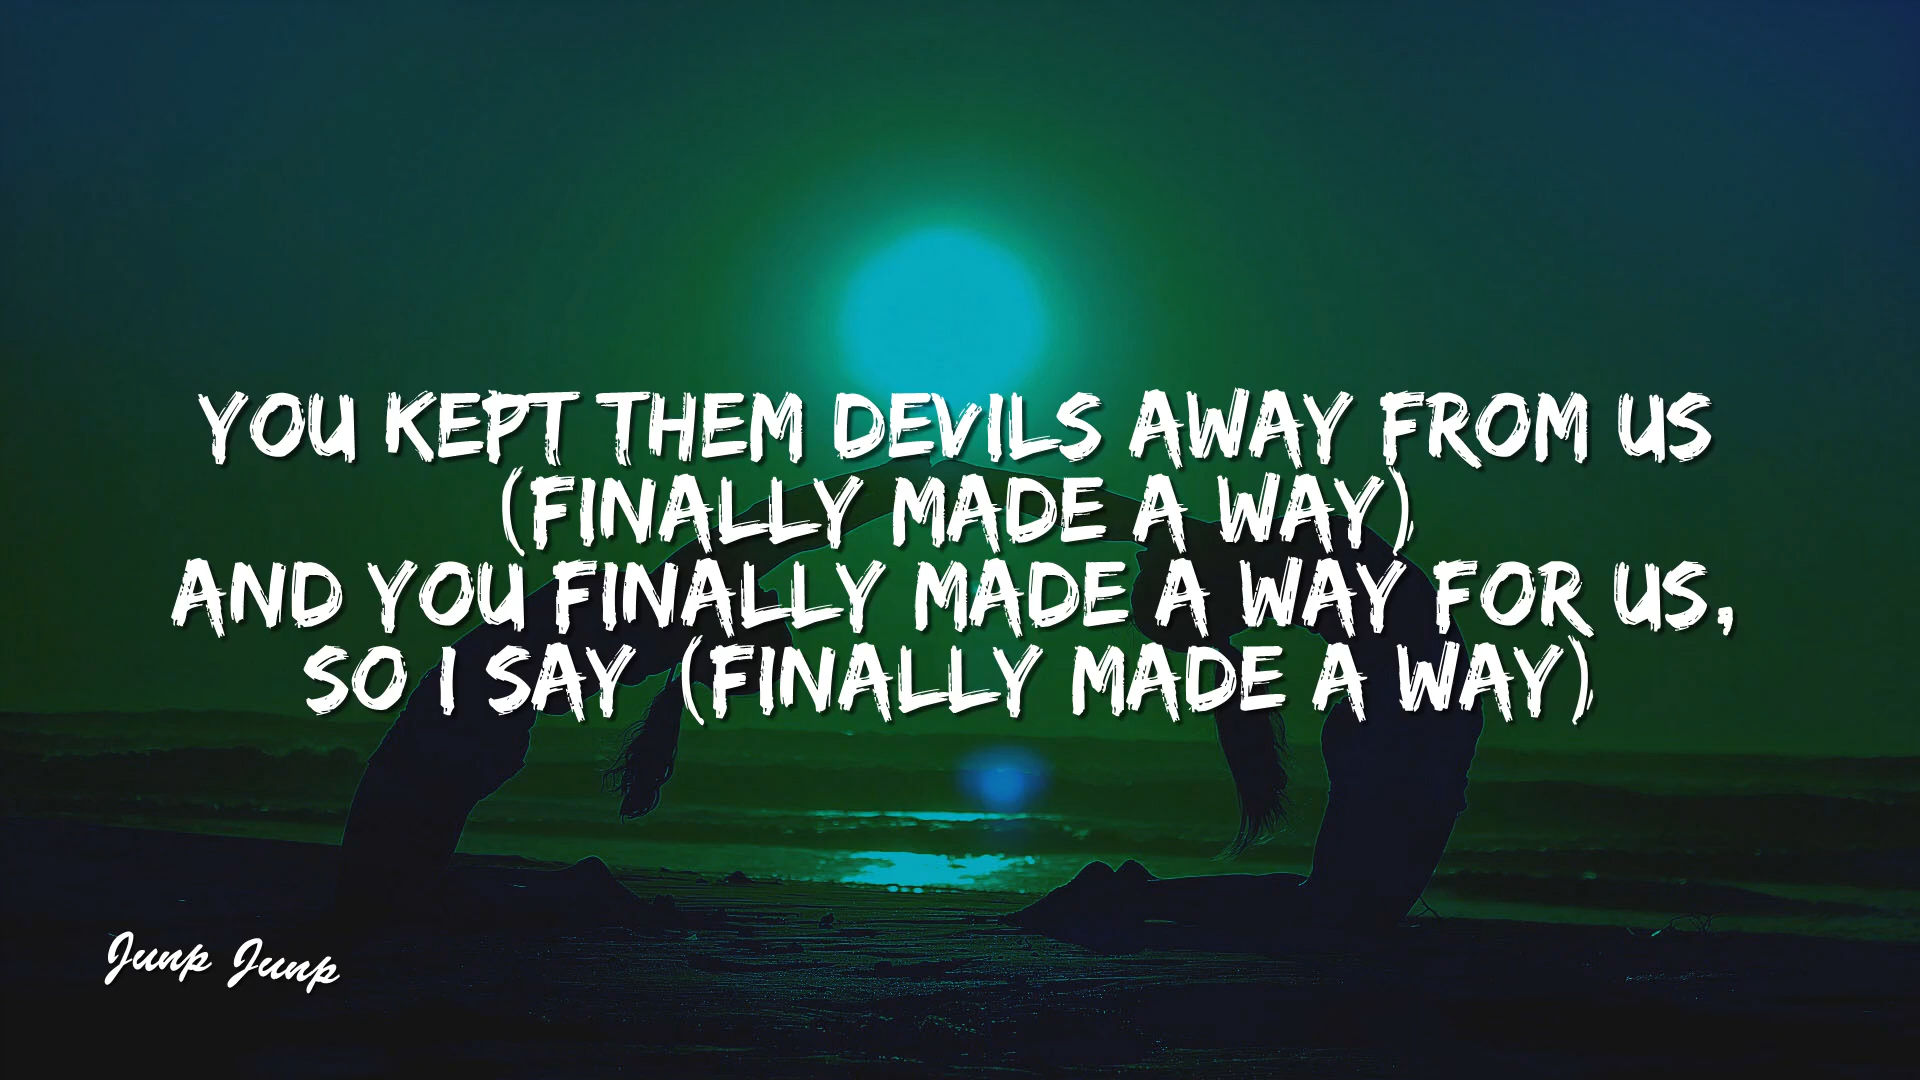 YOU KEPT THEM DEVILS AWAY FROM US
(FINALLY MADE A WAY)
AND YOU FINALLY MADE A WAY FOR US,
SO I SAY (FINALLY MADE A WAY)
Junp Junp